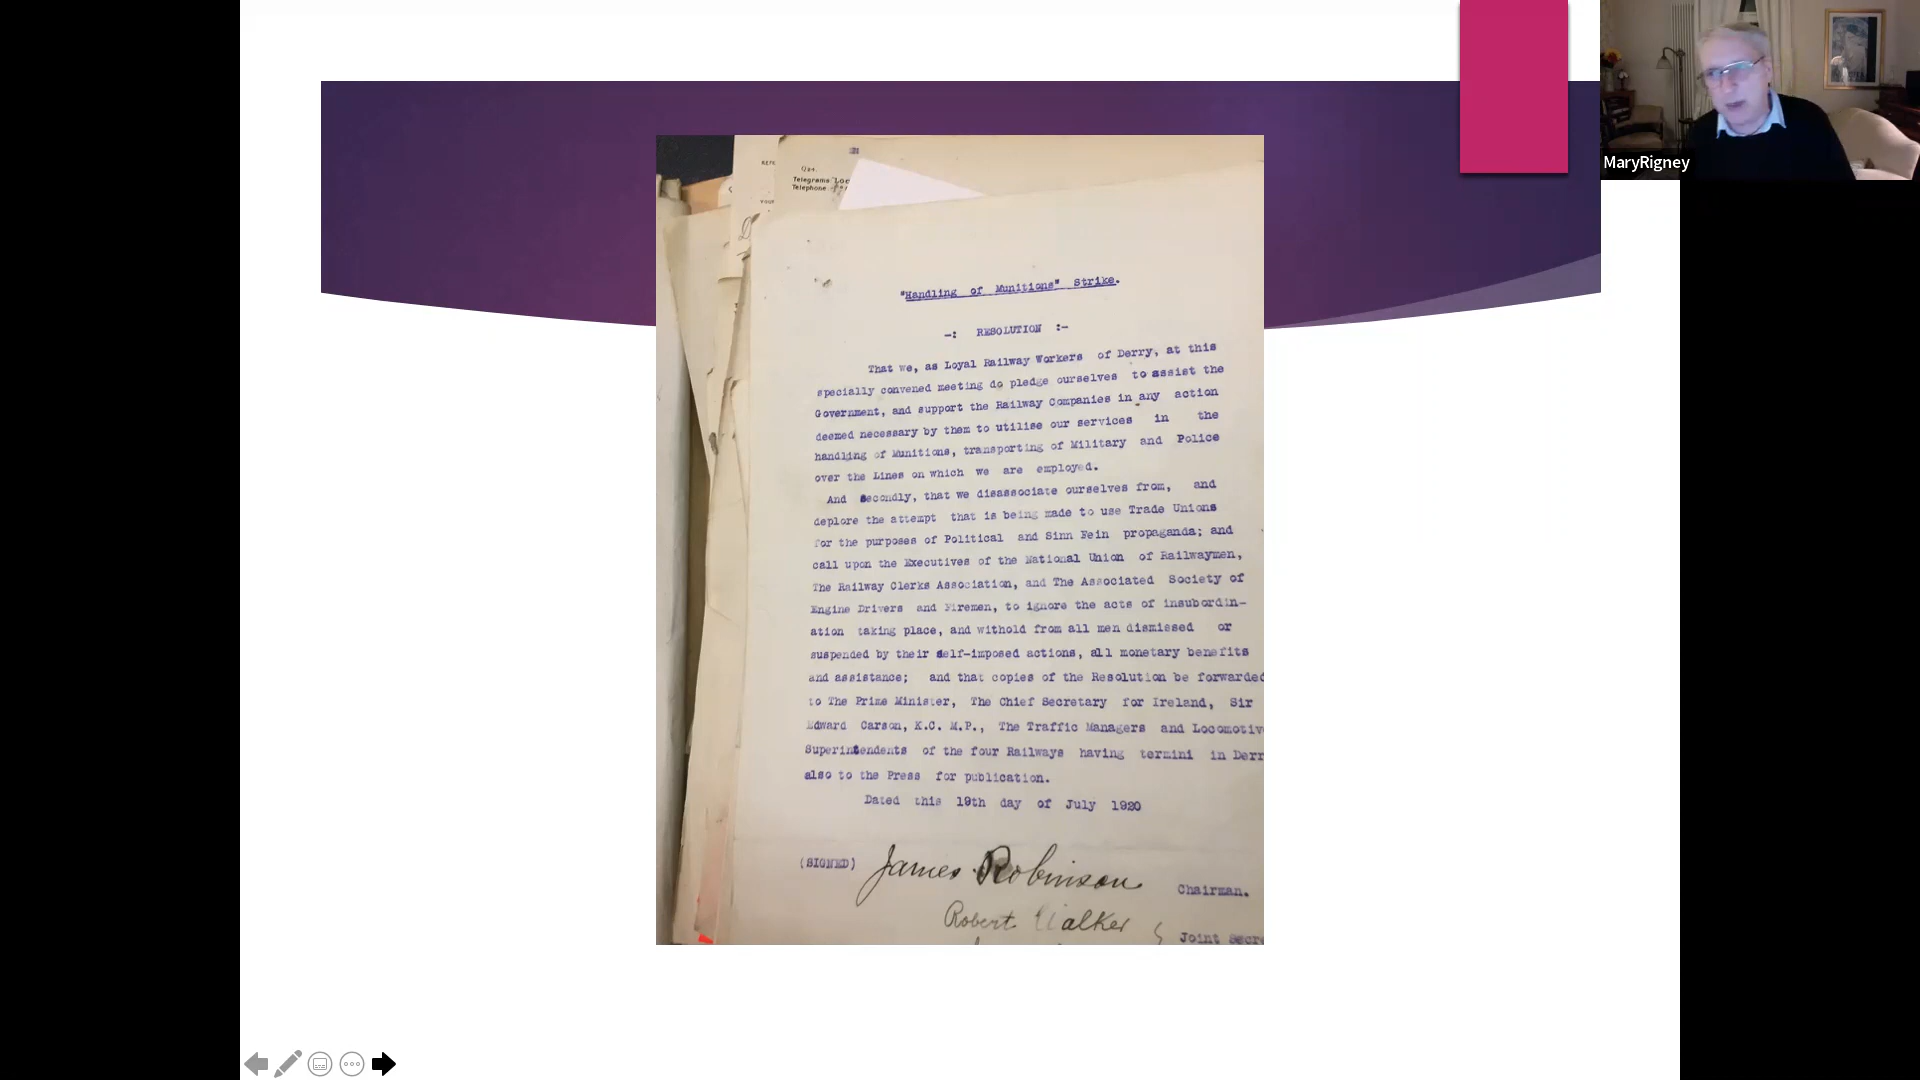 MaryRigney
Telegrams
Telephone
"Handling of Munitions" Strike.
-: RESOLUTION :-
That we, as Loyal Railway Workers of Derry, at this
specially convened meeting do pledge ourselves to assist the
Government, and support the Railway Companies in any action
deemed necessary by them to utilise our services in the
handling of Munitions, transporting of Military and Police
over the Lines on which we are employed.
And Secondly, that we disassociate ourselves from, and
deplore the attempt that is being made to use Trade Unions
for the purposes of Political and Sinn Fein propaganda; and
call upon the Executives of the National Union of Railwaymen,
The Railway Clerks Association, and The Associated Society of
Engine Drivers and Firemen, to ignore the acts of insubordin-
ation taking place, and withold from all men dismissed or
suspended by their self-imposed actions, all monetary benefits
and assistance; and that copies of the Resolution be forwarded
to The Prime Minister, The Chief Secretary for Ireland, Sir
Edward Carson, K.C. M.P., The Traffic Managers and Locomotiv
Superintendents of the four Railways having termini in Derr
also to the Press for publication.
Dated this 19th day of July 1920
(SIGNED) James Robinson Chairman.
Robert Walker Joint Secre